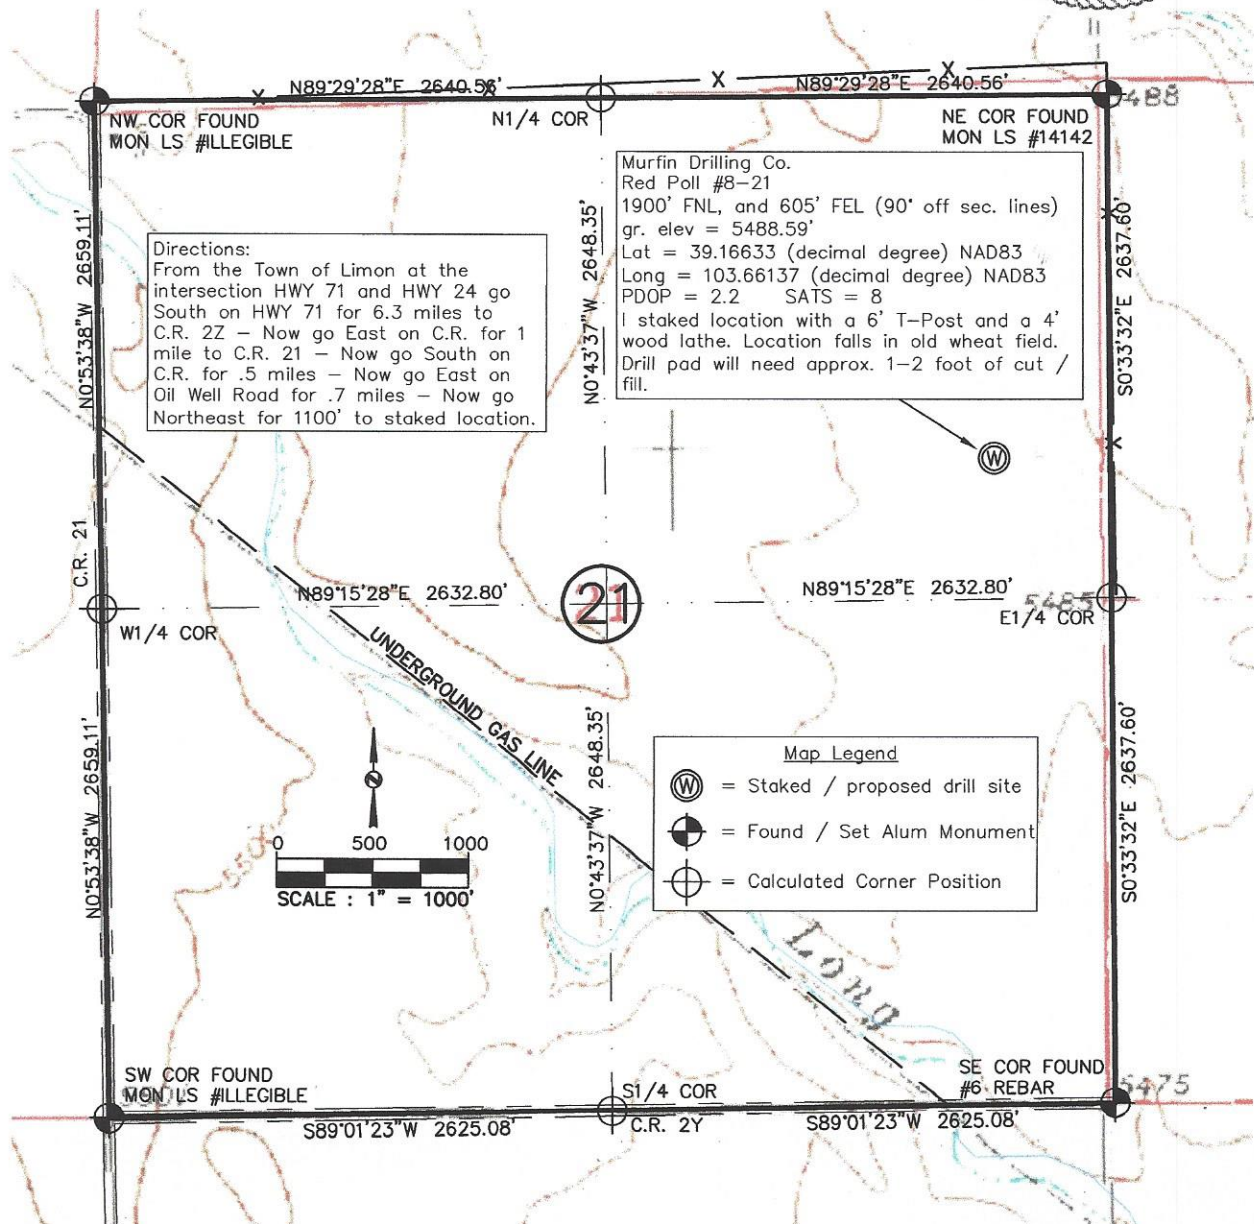 N89°29'28"E 2640.56'
N89°29'28"E 2640.56'
NW COR FOUND
MON LS #ILLEGIBLE
N1/4 COR
NE COR FOUND
MON LS #14142
5488
Murfin Drilling Co.
Red Poll #8-21
1900' FNL, and 605' FEL (90° off sec. lines)
gr. elev = 5488.59'
Lat = 39.16633 (decimal degree) NAD83
Long = 103.66137 (decimal degree) NAD83
PDOP = 2.2 SATS = 8
I staked location with a 6' T-Post and a 4'
wood lathe. Location falls in old wheat field.
Drill pad will need approx. 1-2 foot of cut /
fill.
Directions:
From the Town of Limon at the
intersection HWY 71 and HWY 24 go
South on HWY 71 for 6.3 miles to
C.R. 2Z - Now go East on C.R. for 1
mile to C.R. 21 - Now go South on
C.R. for .5 miles - Now go East on
Oil Well Road for .7 miles - Now go
Northeast for 1100' to staked location.
N0°53'38"W 2659.11'
N0°43'37"W 2648.35'
S0°33'32"E 2637.60'
W
C.R. 21
N89°15'28"E 2632.80'
21
N89°15'28"E 2632.80'
5485
W1/4 COR
E1/4 COR
UNDERGROUND GAS LINE
N0°53'38"W 2659.11'
N0°43'37"W 2648.35'
S0°33'32"E 2637.60'
Map Legend
W = Staked / proposed drill site
= Found / Set Alum Monument
= Calculated Corner Position
N
0 500 1000
SCALE : 1" = 1000'
Long
SW COR FOUND
MON LS #ILLEGIBLE
S1/4 COR
SE COR FOUND
#6 REBAR
5475
S89°01'23"W 2625.08'
C.R. 2Y
S89°01'23"W 2625.08'